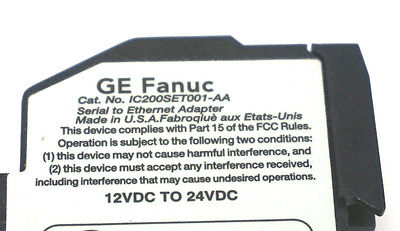 GE Fanuc
Cat. No. IC200SET001-AA
Serial to Ethernet Adapter
Made in U.S.A. Fabroqluè aux Etats-Unis
This device complies with Part 15 of the FCC Rules.
Operation is subject to the following two conditions:
(1) this device may not cause harmful interference, and
(2) this device must accept any interference received,
including interference that may cause undesired operations.
12VDC TO 24VDC